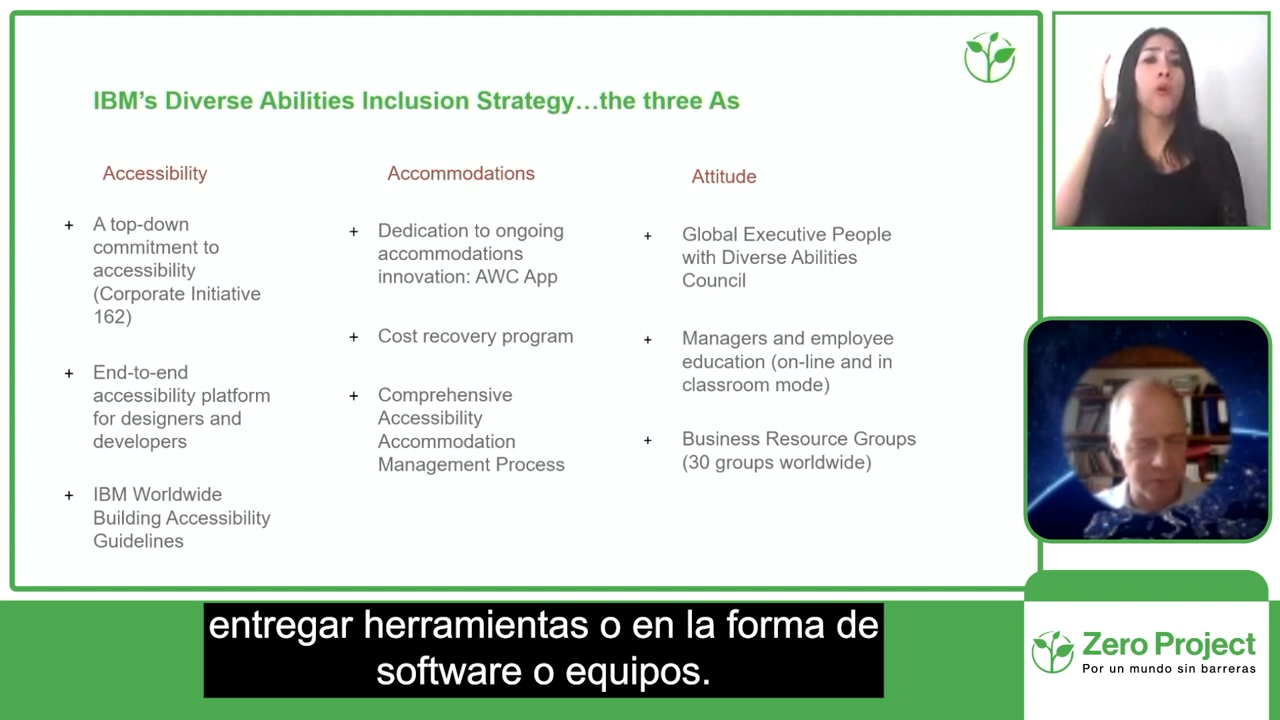 IBM’s Diverse Abilities Inclusion Strategy…the three As
Accessibility
+ A top-down
commitment to
accessibility
(Corporate Initiative
162)
+ End-to-end
accessibility platform
for designers and
developers
+ IBM Worldwide
Building Accessibility
Guidelines
Accommodations
+ Dedication to ongoing
accommodations
innovation: AWC App
+ Cost recovery program
+ Comprehensive
Accessibility
Accommodation
Management Process
Attitude
+ Global Executive People
with Diverse Abilities
Council
+ Managers and employee
education (on-line and in
classroom mode)
+ Business Resource Groups
(30 groups worldwide)
entregar herramientas o en la forma de
software o equipos.
Zero Project
Por un mundo sin barreras